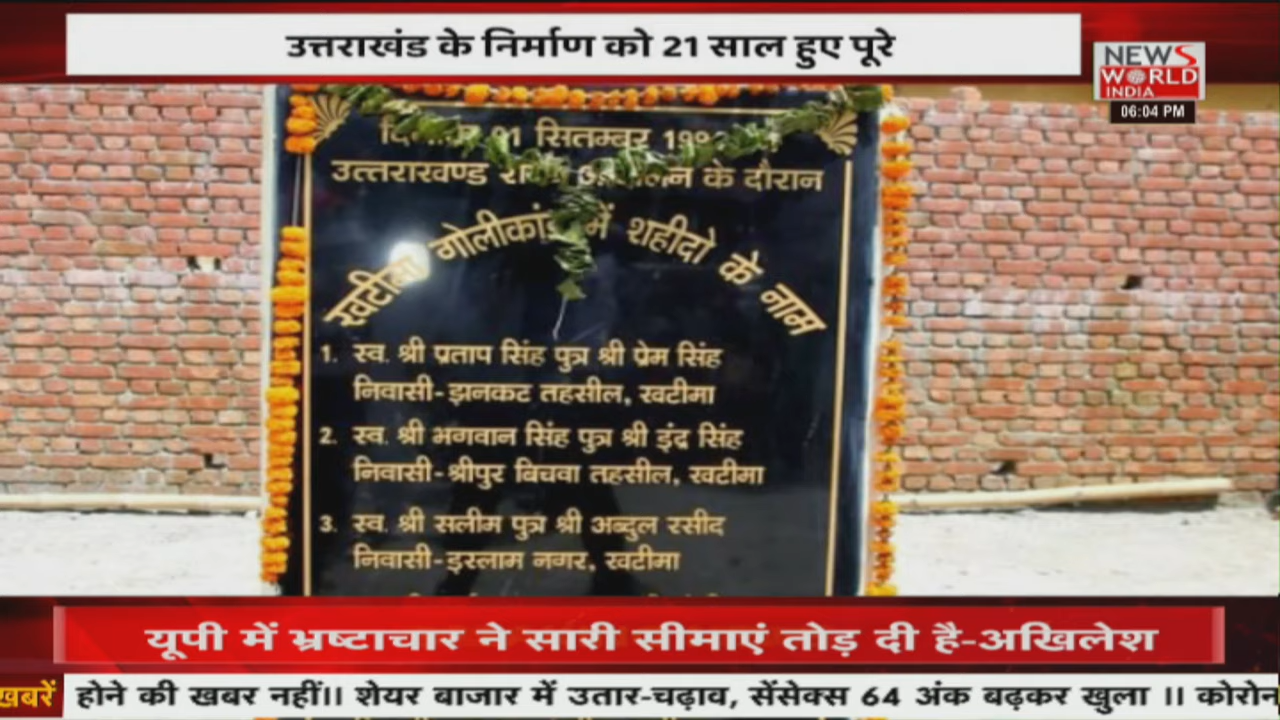 उत्तराखंड के निर्माण को 21 साल हुए पूरे
NEWS
WORLD
INDIA
06:04 PM
01 सितम्बर
उत्तराखण्ड के दौरान
खटीमा गोलीकांड में शहीदो के नाम
1. स्व. श्री प्रताप सिंह पुत्र श्री प्रेम सिंह
निवासी-झनकट तहसील, खटीमा
2. स्व. श्री भगवान सिंह पुत्र श्री इंद्र सिंह
निवासी-श्रीपुर बिचवा तहसील, खटीमा
3. स्व. श्री सलीम पुत्र श्री अब्दुल रसीद
निवासी-इस्लाम नगर, खटीमा
यूपी में भ्रष्टाचार ने सारी सीमाएं तोड़ दी है-अखिलेश
खबरें होने की खबर नहीं।। शेयर बाजार में उतार-चढ़ाव, सेंसेक्स 64 अंक बढ़कर खुला ।। कोरोन